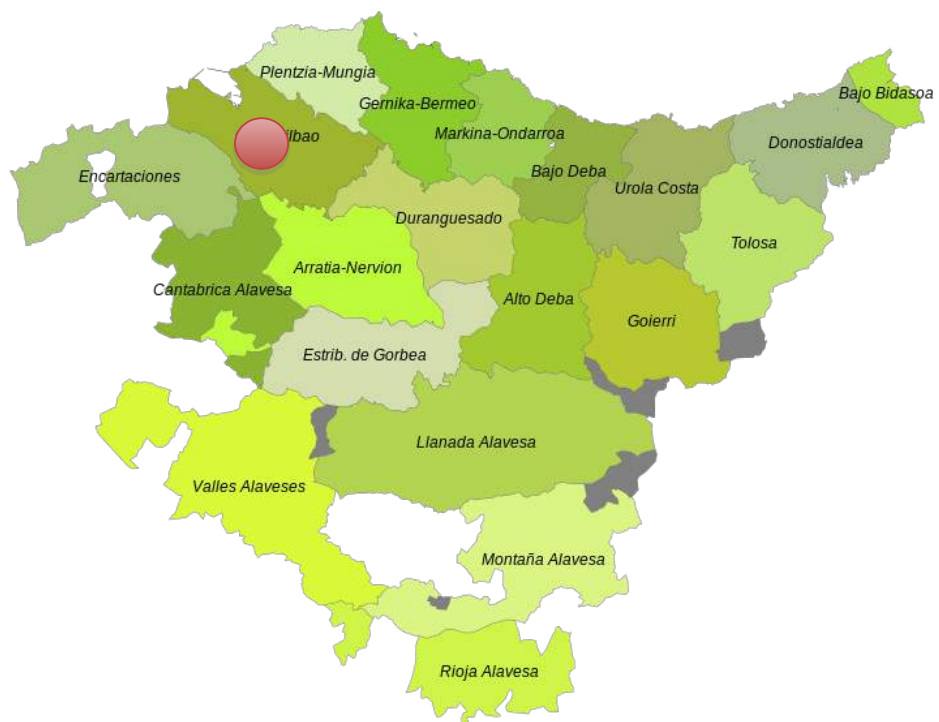 Plentzia-Mungia
Bajo Bidasoa
Gernika-Bermeo
Markina-Ondarroa
ilbao
Donostialdea
Bajo Deba
Encartaciones
Urola Costa
Duranguesado
Tolosa
Arratia-Nervion
Cantabrica Alavesa
Alto Deba
Goierri
Estrib. de Gorbea
Llanada Alavesa
Valles Alaveses
Montaña Alavesa
Rioja Alavesa